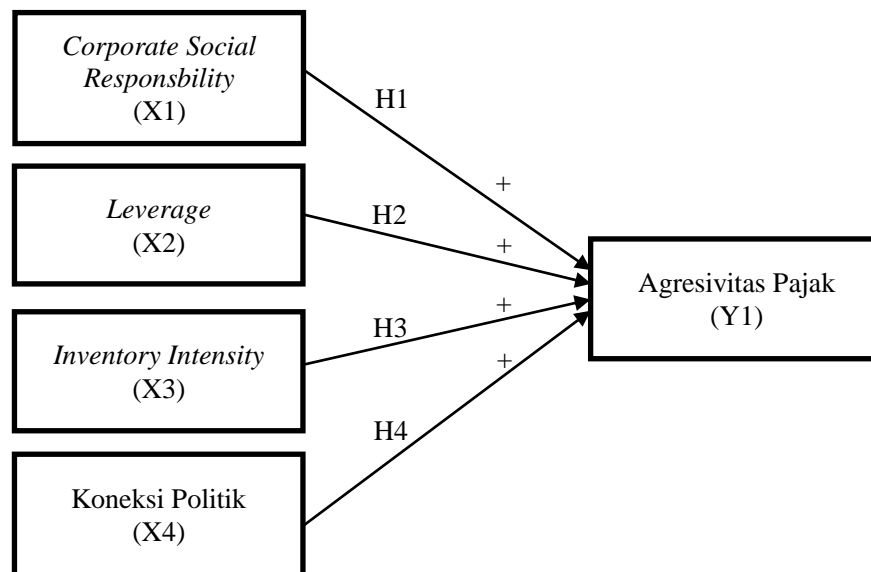 Corporate Social
Responsbility
(X1)
H1
+
Leverage
(X2)
H2
+
Agresivitas Pajak
(Y1)
Inventory Intensity
(X3)
H3
+
Koneksi Politik
(X4)
H4
+